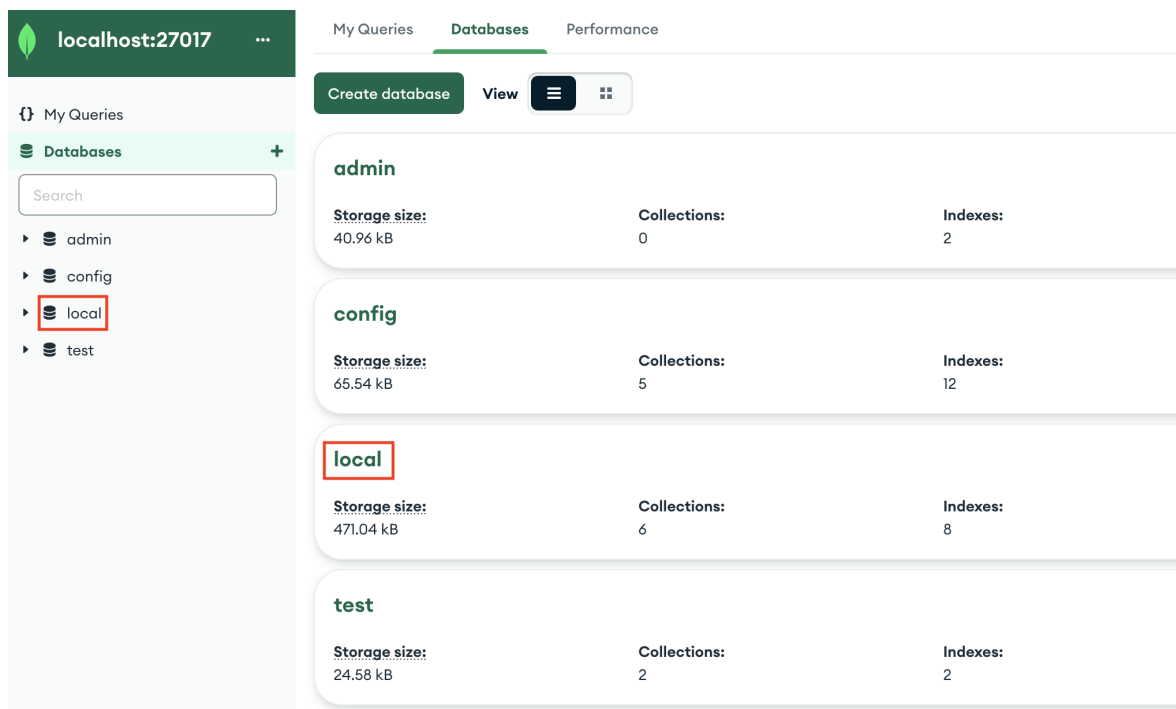 localhost:27017 ...
{} My Queries
Databases +
Search
admin
config
local
test
My Queries Databases Performance
Create database View
admin
Storage size: Collections: Indexes:
40.96 kB 0 2
config
Storage size: Collections: Indexes:
65.54 kB 5 12
local
Storage size: Collections: Indexes:
471.04 kB 6 8
test
Storage size: Collections: Indexes:
24.58 kB 2 2